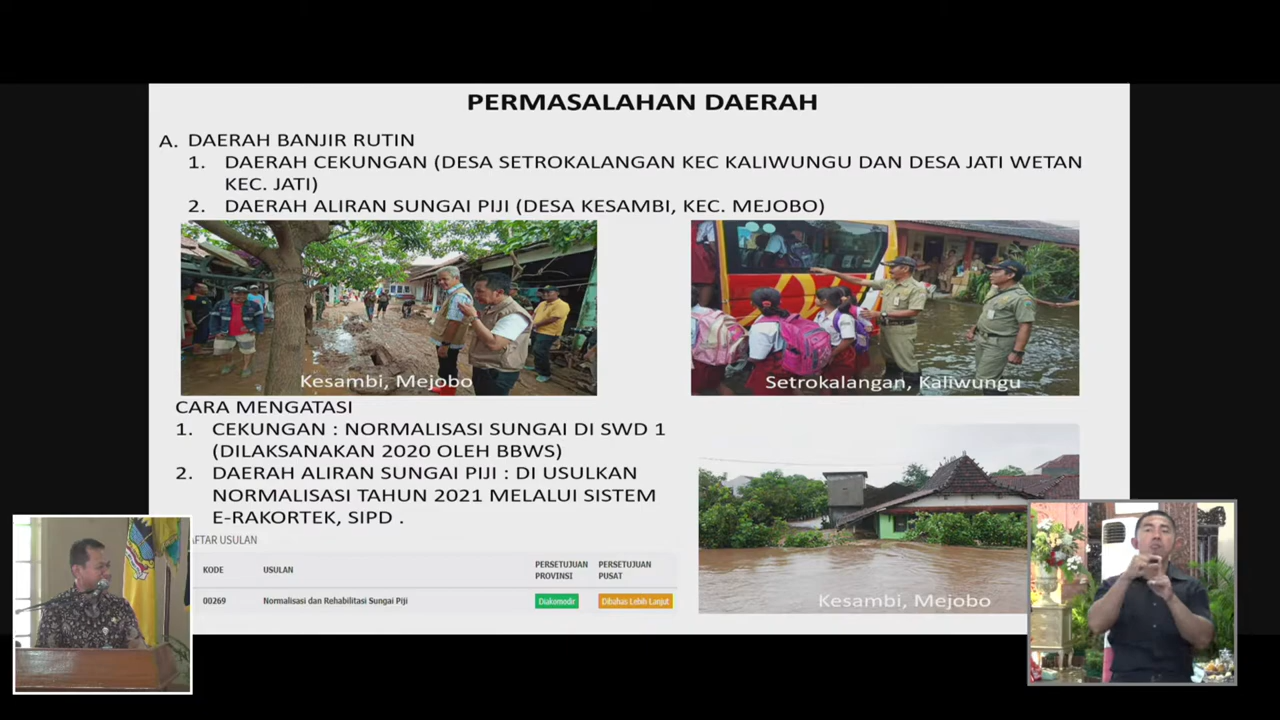 PERMASALAHAN DAERAH
A. DAERAH BANJIR RUTIN
1. DAERAH CEKUNGAN (DESA SETROKALANGAN KEC KALIWUNGU DAN DESA JATI WETAN
KEC. JATI)
2. DAERAH ALIRAN SUNGAI PIJI (DESA KESAMBI, KEC. MEJOBO)
Kesambi, Mejobo
Setrokalangan, Kaliwungu
CARA MENGATASI
1. CEKUNGAN : NORMALISASI SUNGAI DI SWD 1
(DILAKSANAKAN 2020 OLEH BBWS)
2. DAERAH ALIRAN SUNGAI PIJI : DI USULKAN
NORMALISASI TAHUN 2021 MELALUI SISTEM
E-RAKORTEK, SIPD .
USULAN
KODE USULAN PERSETUJUAN PROVINSI PERSETUJUAN PUSAT
00269 Normalisasi dan Rehabilitasi Sungai Piji Diakomodir Dibahas Lebih Lanjut
Kesambi, Mejobo